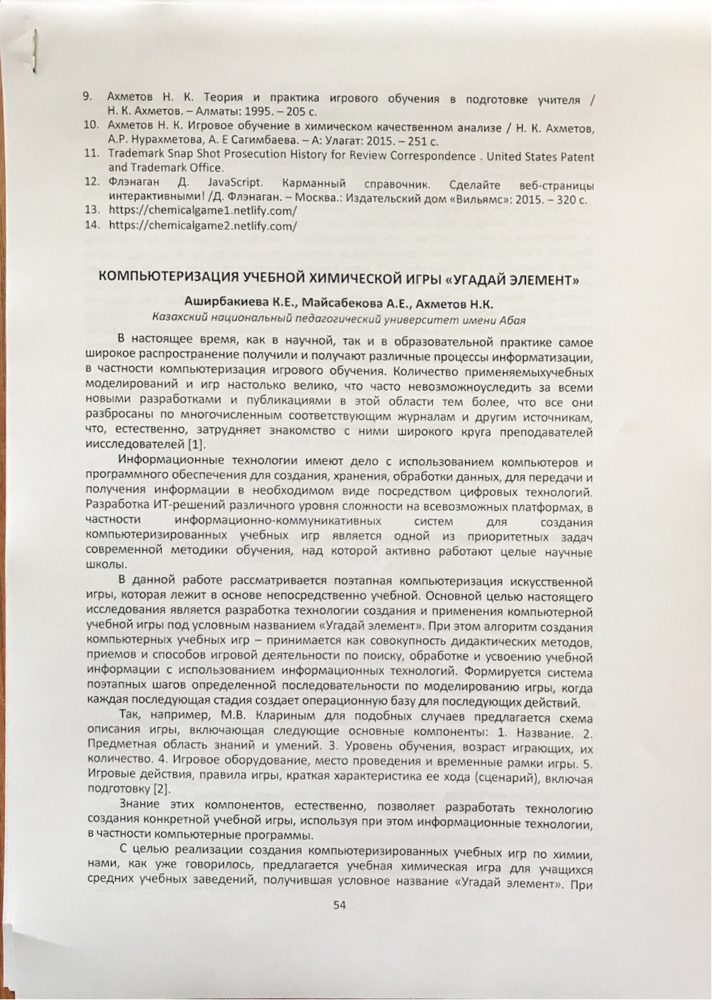 9. Ахметов Н. К. Теория и практика игрового обучения в подготовке учителя /
Н. К. Ахметов. – Алматы: 1995. – 205 с.
10. Ахметов Н. К. Игровое обучение в химическом качественном анализе / Н. К. Ахметов,
А.Р. Нурахметова, А. Е Сагимбаева. – А: Улагат: 2015. – 251 с.
11. Trademark Snap Shot Prosecution History for Review Correspondence . United States Patent
and Trademark Office.
12. Флэнаган Д. JavaScript. Карманный справочник. Сделайте веб-страницы
интерактивными! /Д. Флэнаган. – Москва.: Издательский дом «Вильямс»: 2015. – 320 с.
13. https://chemicalgame1.netlify.com/
14. https://chemicalgame2.netlify.com/
КОМПЬЮТЕРИЗАЦИЯ УЧЕБНОЙ ХИМИЧЕСКОЙ ИГРЫ «УГАДАЙ ЭЛЕМЕНТ»
Аширбакиева К.Е., Майсабекова А.Е., Ахметов Н.К.
Казахский национальный педагогический университет имени Абая
В настоящее время, как в научной, так и в образовательной практике самое
широкое распространение получили и получают различные процессы информатизации,
в частности компьютеризация игрового обучения. Количество применяемыхучебных
моделирований и игр настолько велико, что часто невозможноуследить за всеми
новыми разработками и публикациями в этой области тем более, что все они
разбросаны по многочисленным соответствующим журналам и другим источникам,
что, естественно, затрудняет знакомство с ними широкого круга преподавателей
иисследователей [1].
Информационные технологии имеют дело с использованием компьютеров и
программного обеспечения для создания, хранения, обработки данных, для передачи и
получения информации в необходимом виде посредством цифровых технологий.
Разработка ИТ-решений различного уровня сложности на всевозможных платформах, в
частности информационно-коммуникативных систем для создания
компьютеризированных учебных игр является одной из приоритетных задач
современной методики обучения, над которой активно работают целые научные
школы.
В данной работе рассматривается поэтапная компьютеризация искусственной
игры, которая лежит в основе непосредственно учебной. Основной целью настоящего
исследования является разработка технологии создания и применения компьютерной
учебной игры под условным названием «Угадай элемент». При этом алгоритм создания
компьютерных учебных игр – принимается как совокупность дидактических методов,
приемов и способов игровой деятельности по поиску, обработке и усвоению учебной
информации с использованием информационных технологий. Формируется система
поэтапных шагов определенной последовательности по моделированию игры, когда
каждая последующая стадия создает операционную базу для последующих действий.
Так, например, М.В. Клариным для подобных случаев предлагается схема
описания игры, включающая следующие основные компоненты: 1. Название. 2.
Предметная область знаний и умений. 3. Уровень обучения, возраст играющих, их
количество. 4. Игровое оборудование, место проведения и временные рамки игры. 5.
Игровые действия, правила игры, краткая характеристика ее хода (сценарий), включая
подготовку [2].
Знание этих компонентов, естественно, позволяет разработать технологию
создания конкретной учебной игры, используя при этом информационные технологии,
в частности компьютерные программы.
С целью реализации создания компьютеризированных учебных игр по химии,
нами, как уже говорилось, предлагается учебная химическая игра для учащихся
средних учебных заведений, получившая условное название «Угадай элемент». При
54